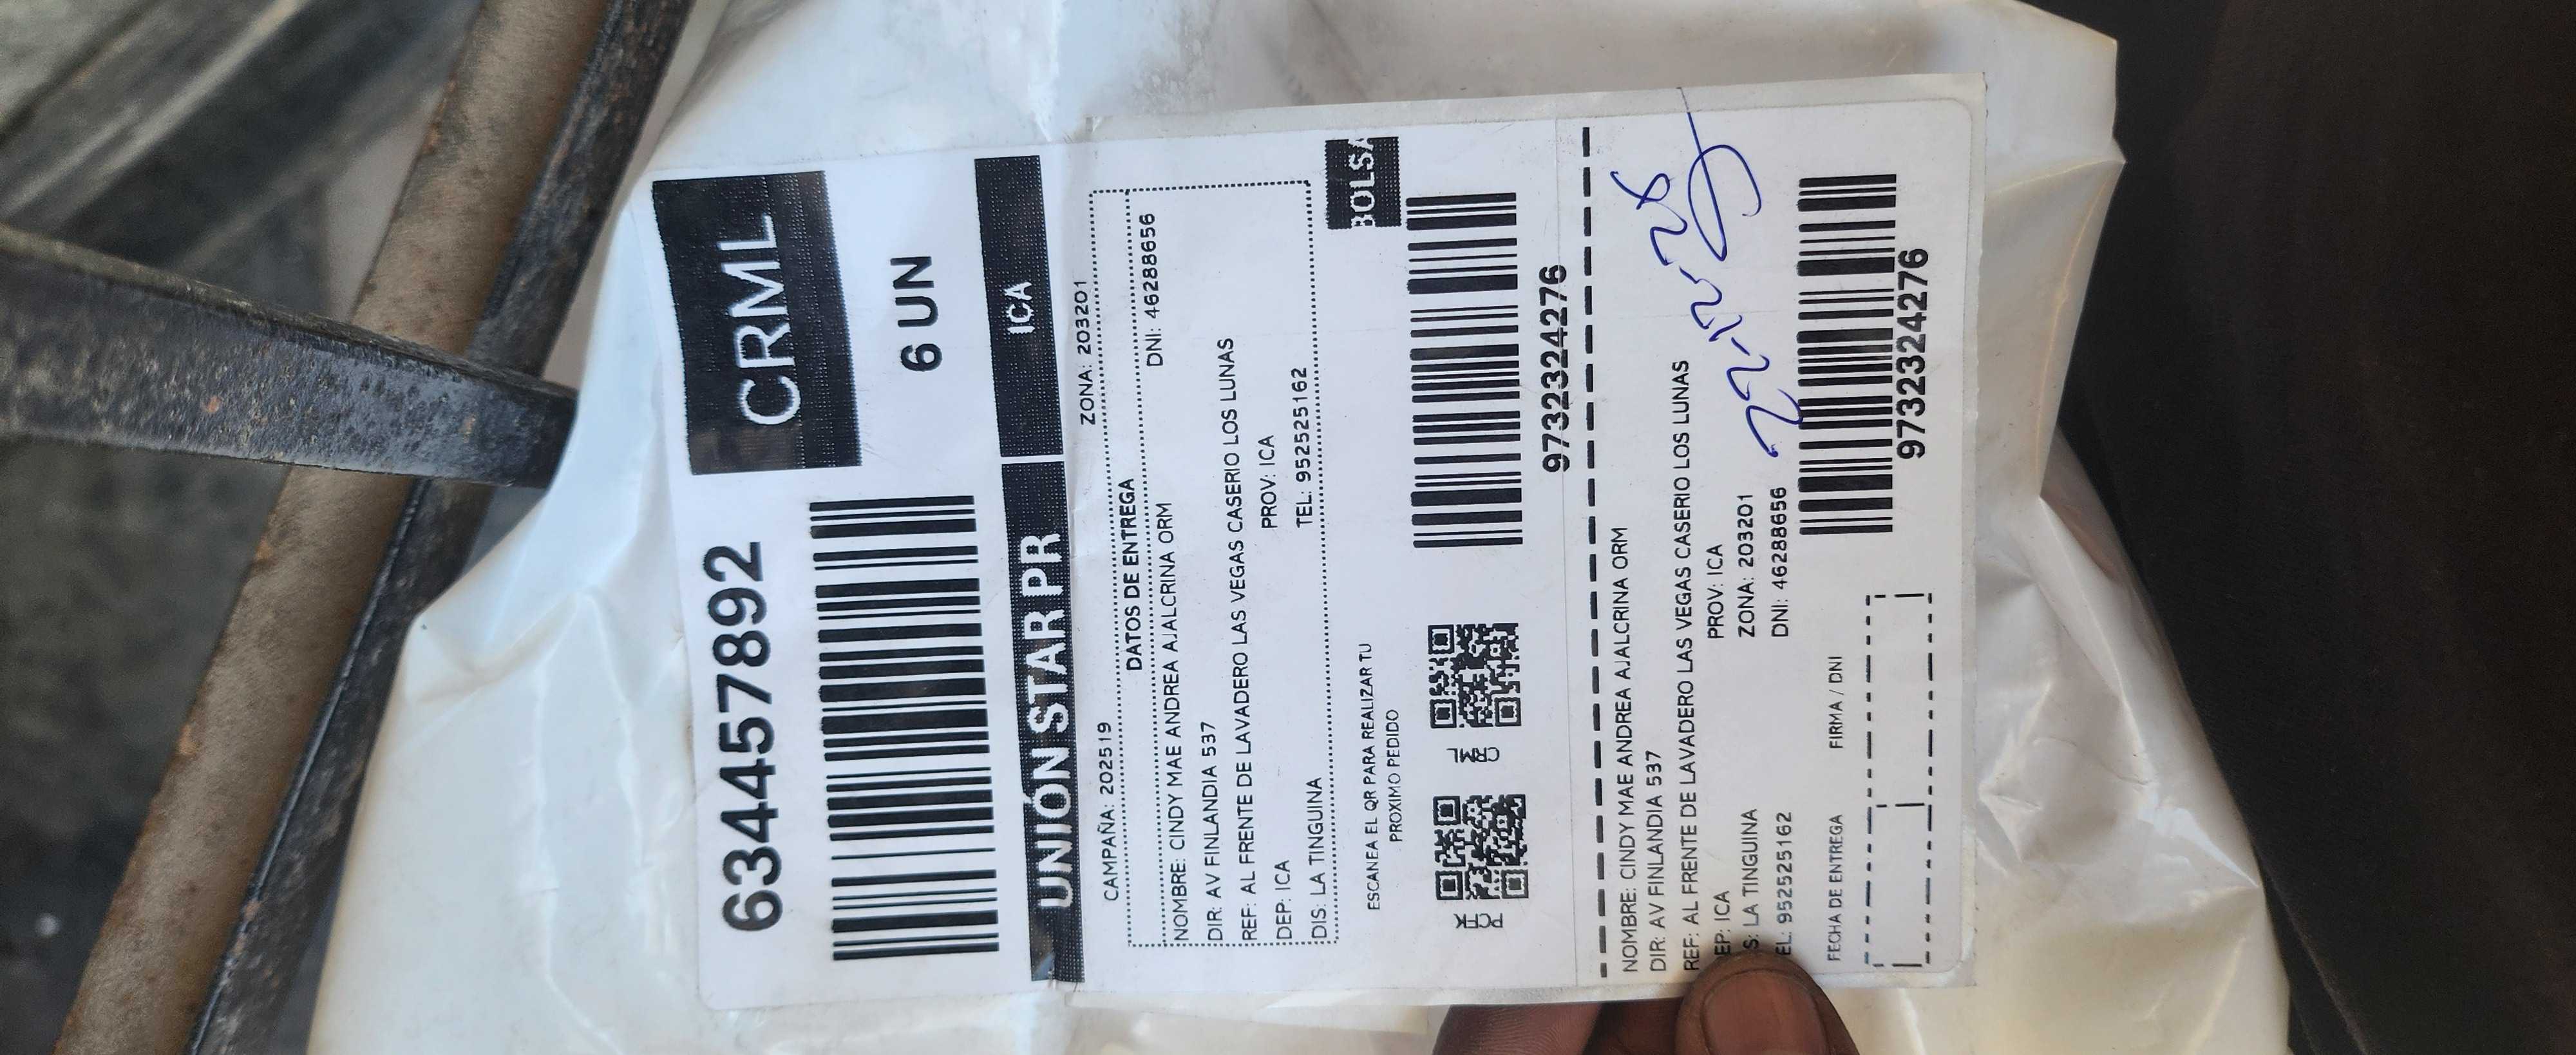 6344457892
CRML
6 UN
UNIÓN STAR PR
ICA
CAMPAÑA: 202519
ZONA: 203201
DATOS DE ENTREGA
NOMBRE: CINDY MAE ANDREA AJALCRINA ORM
DNI: 46288656
DIR: AV FINLANDIA 537
REF: AL FRENTE DE LAVADERO LAS VEGAS CASERIO LOS LUNAS
DEP: ICA
PROV: ICA
DIS: LA TINGUINA
TEL: 952525162
BOLSA
ESCANEA EL QR PARA REALIZAR TU
PROXIMO PEDIDO
9732324276
NOMBRE: CINDY MAE ANDREA AJALCRINA ORM
DIR: AV FINLANDIA 537
REF: AL FRENTE DE LAVADERO LAS VEGAS CASERIO LOS LUNAS
EP: ICA
PROV: ICA
S: LA TINGUINA
ZONA: 203201
EL: 952525162
DNI: 46288656
FECHA DE ENTREGA
FIRMA / DNI
9732324276